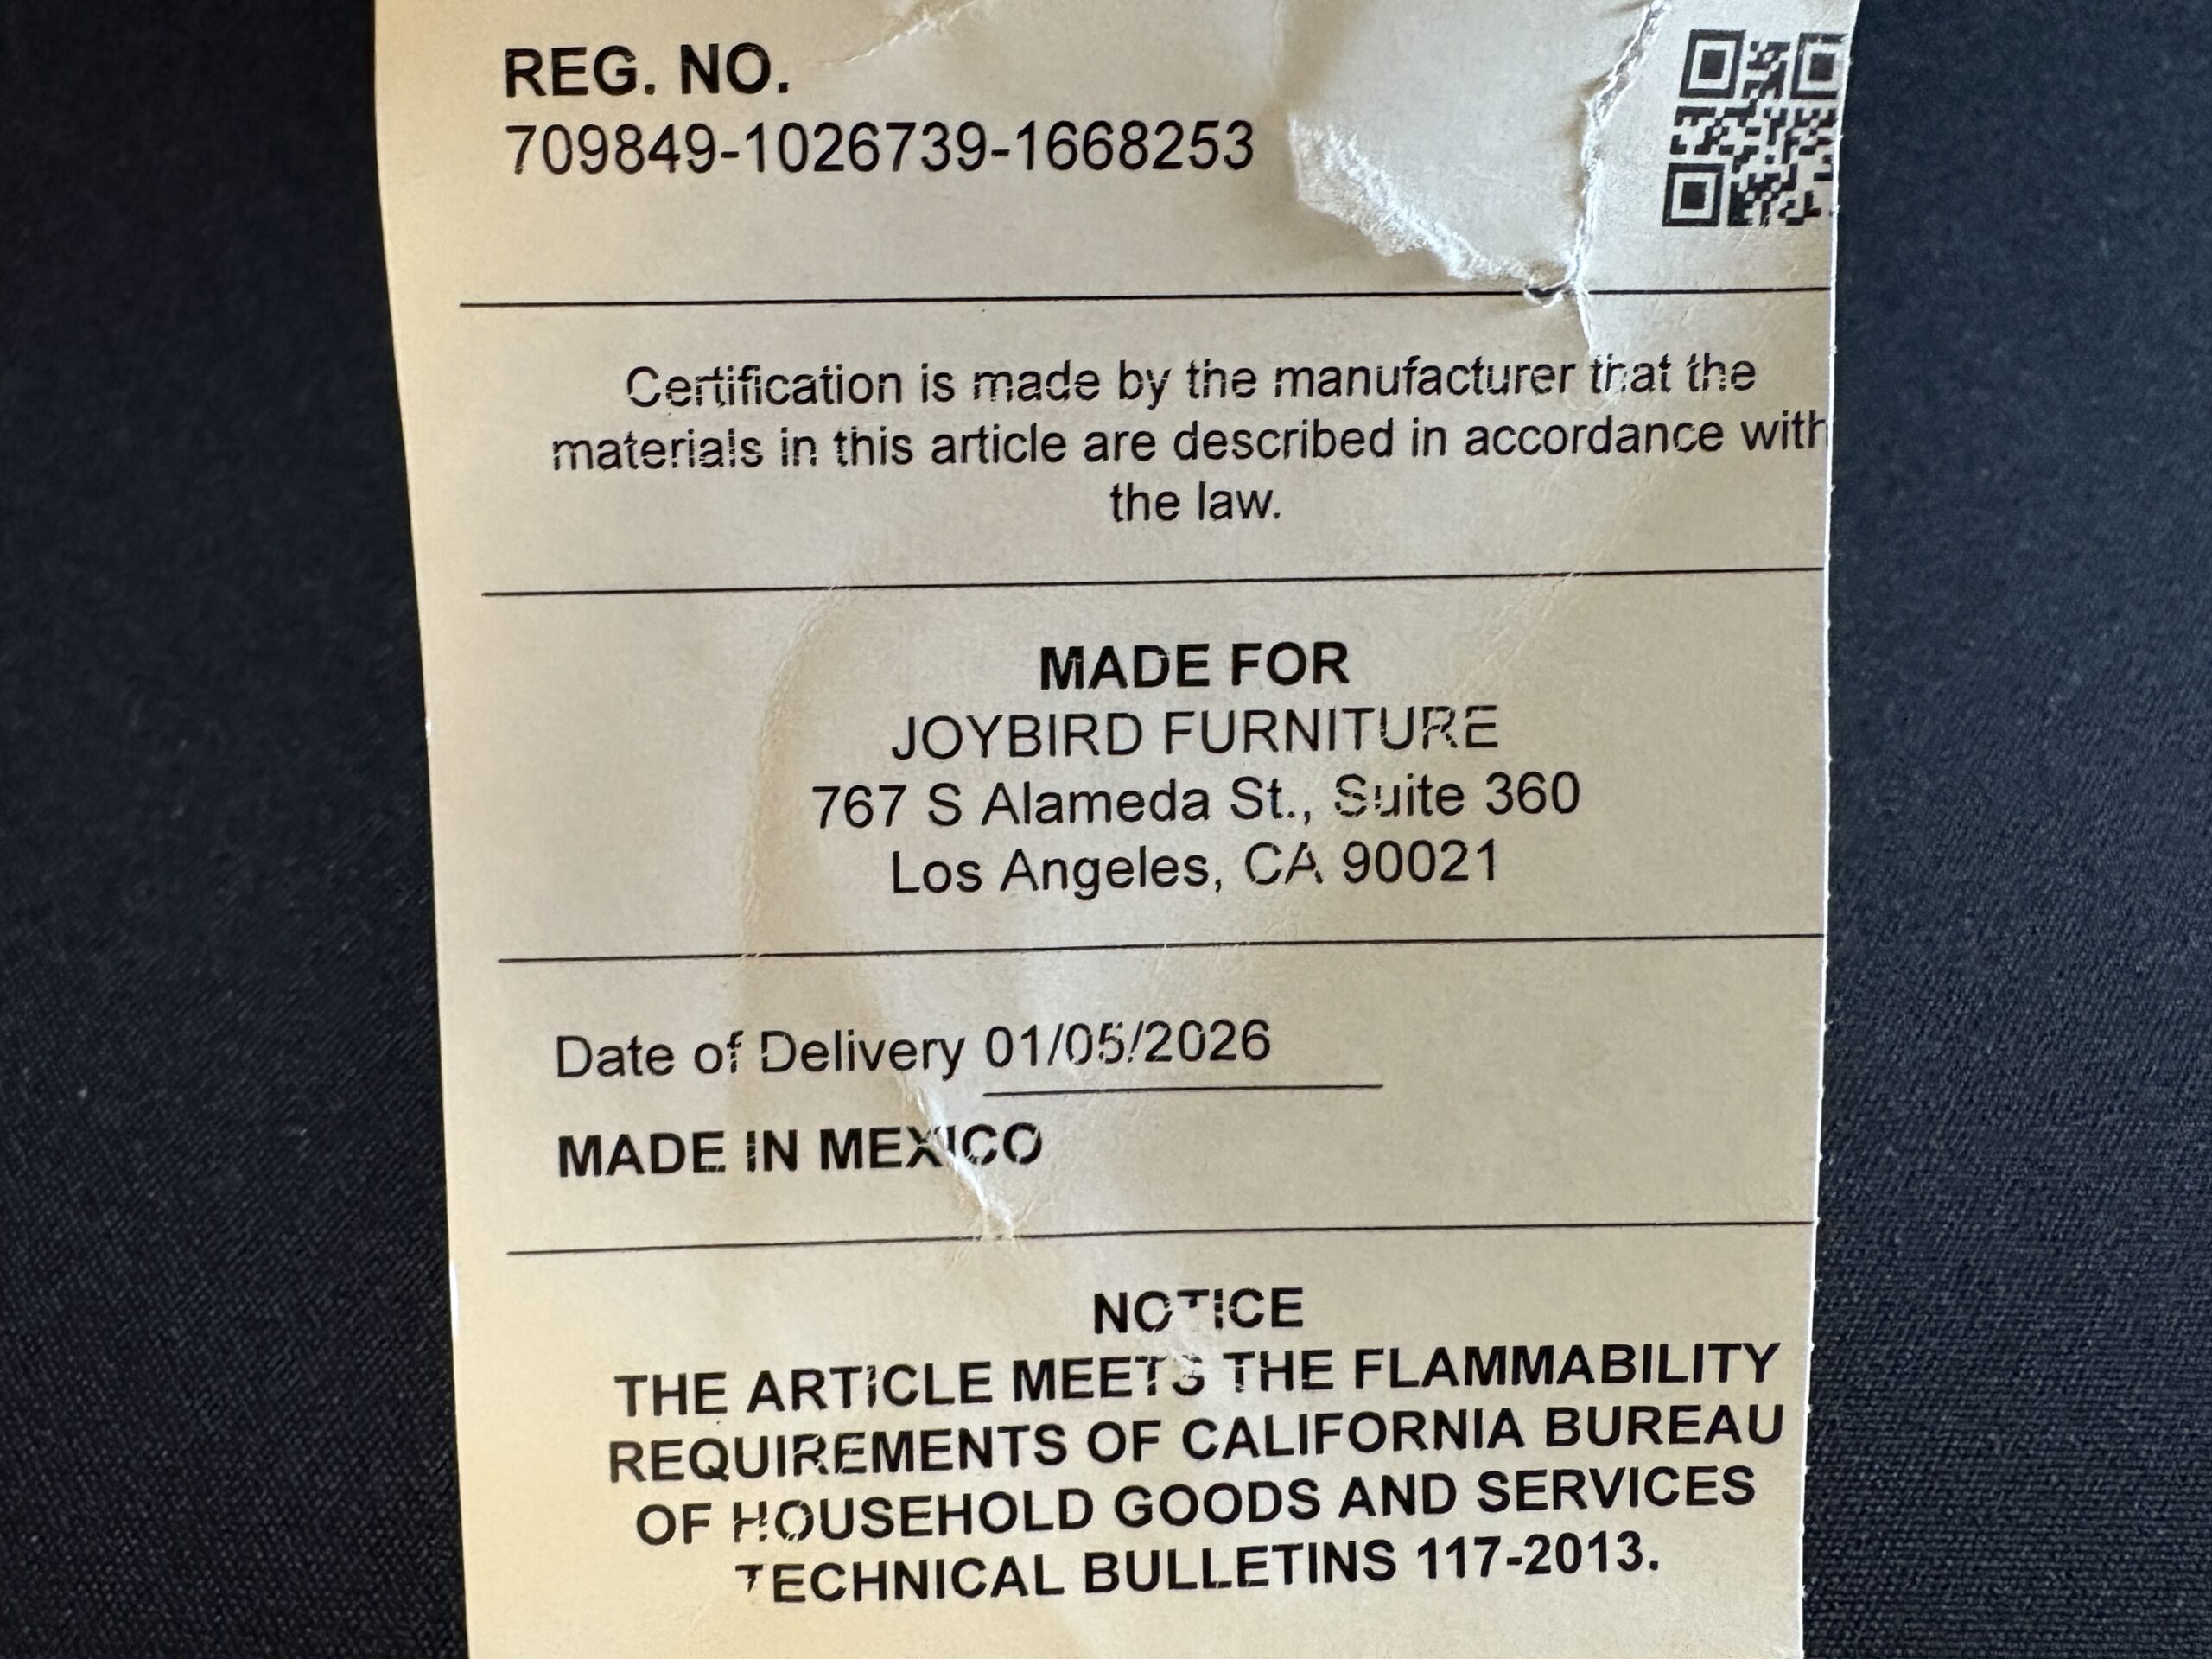 REG. NO.
709849-1026739-1668253
Certification is made by the manufacturer that the
materials in this article are described in accordance with
the law.
MADE FOR
JOYBIRD FURNITURE
767 S Alameda St., Suite 360
Los Angeles, CA 90021
Date of Delivery 01/05/2026
MADE IN MEXICO
NOTICE
THE ARTICLE MEETS THE FLAMMABILITY
REQUIREMENTS OF CALIFORNIA BUREAU
OF HOUSEHOLD GOODS AND SERVICES
TECHNICAL BULLETINS 117-2013.